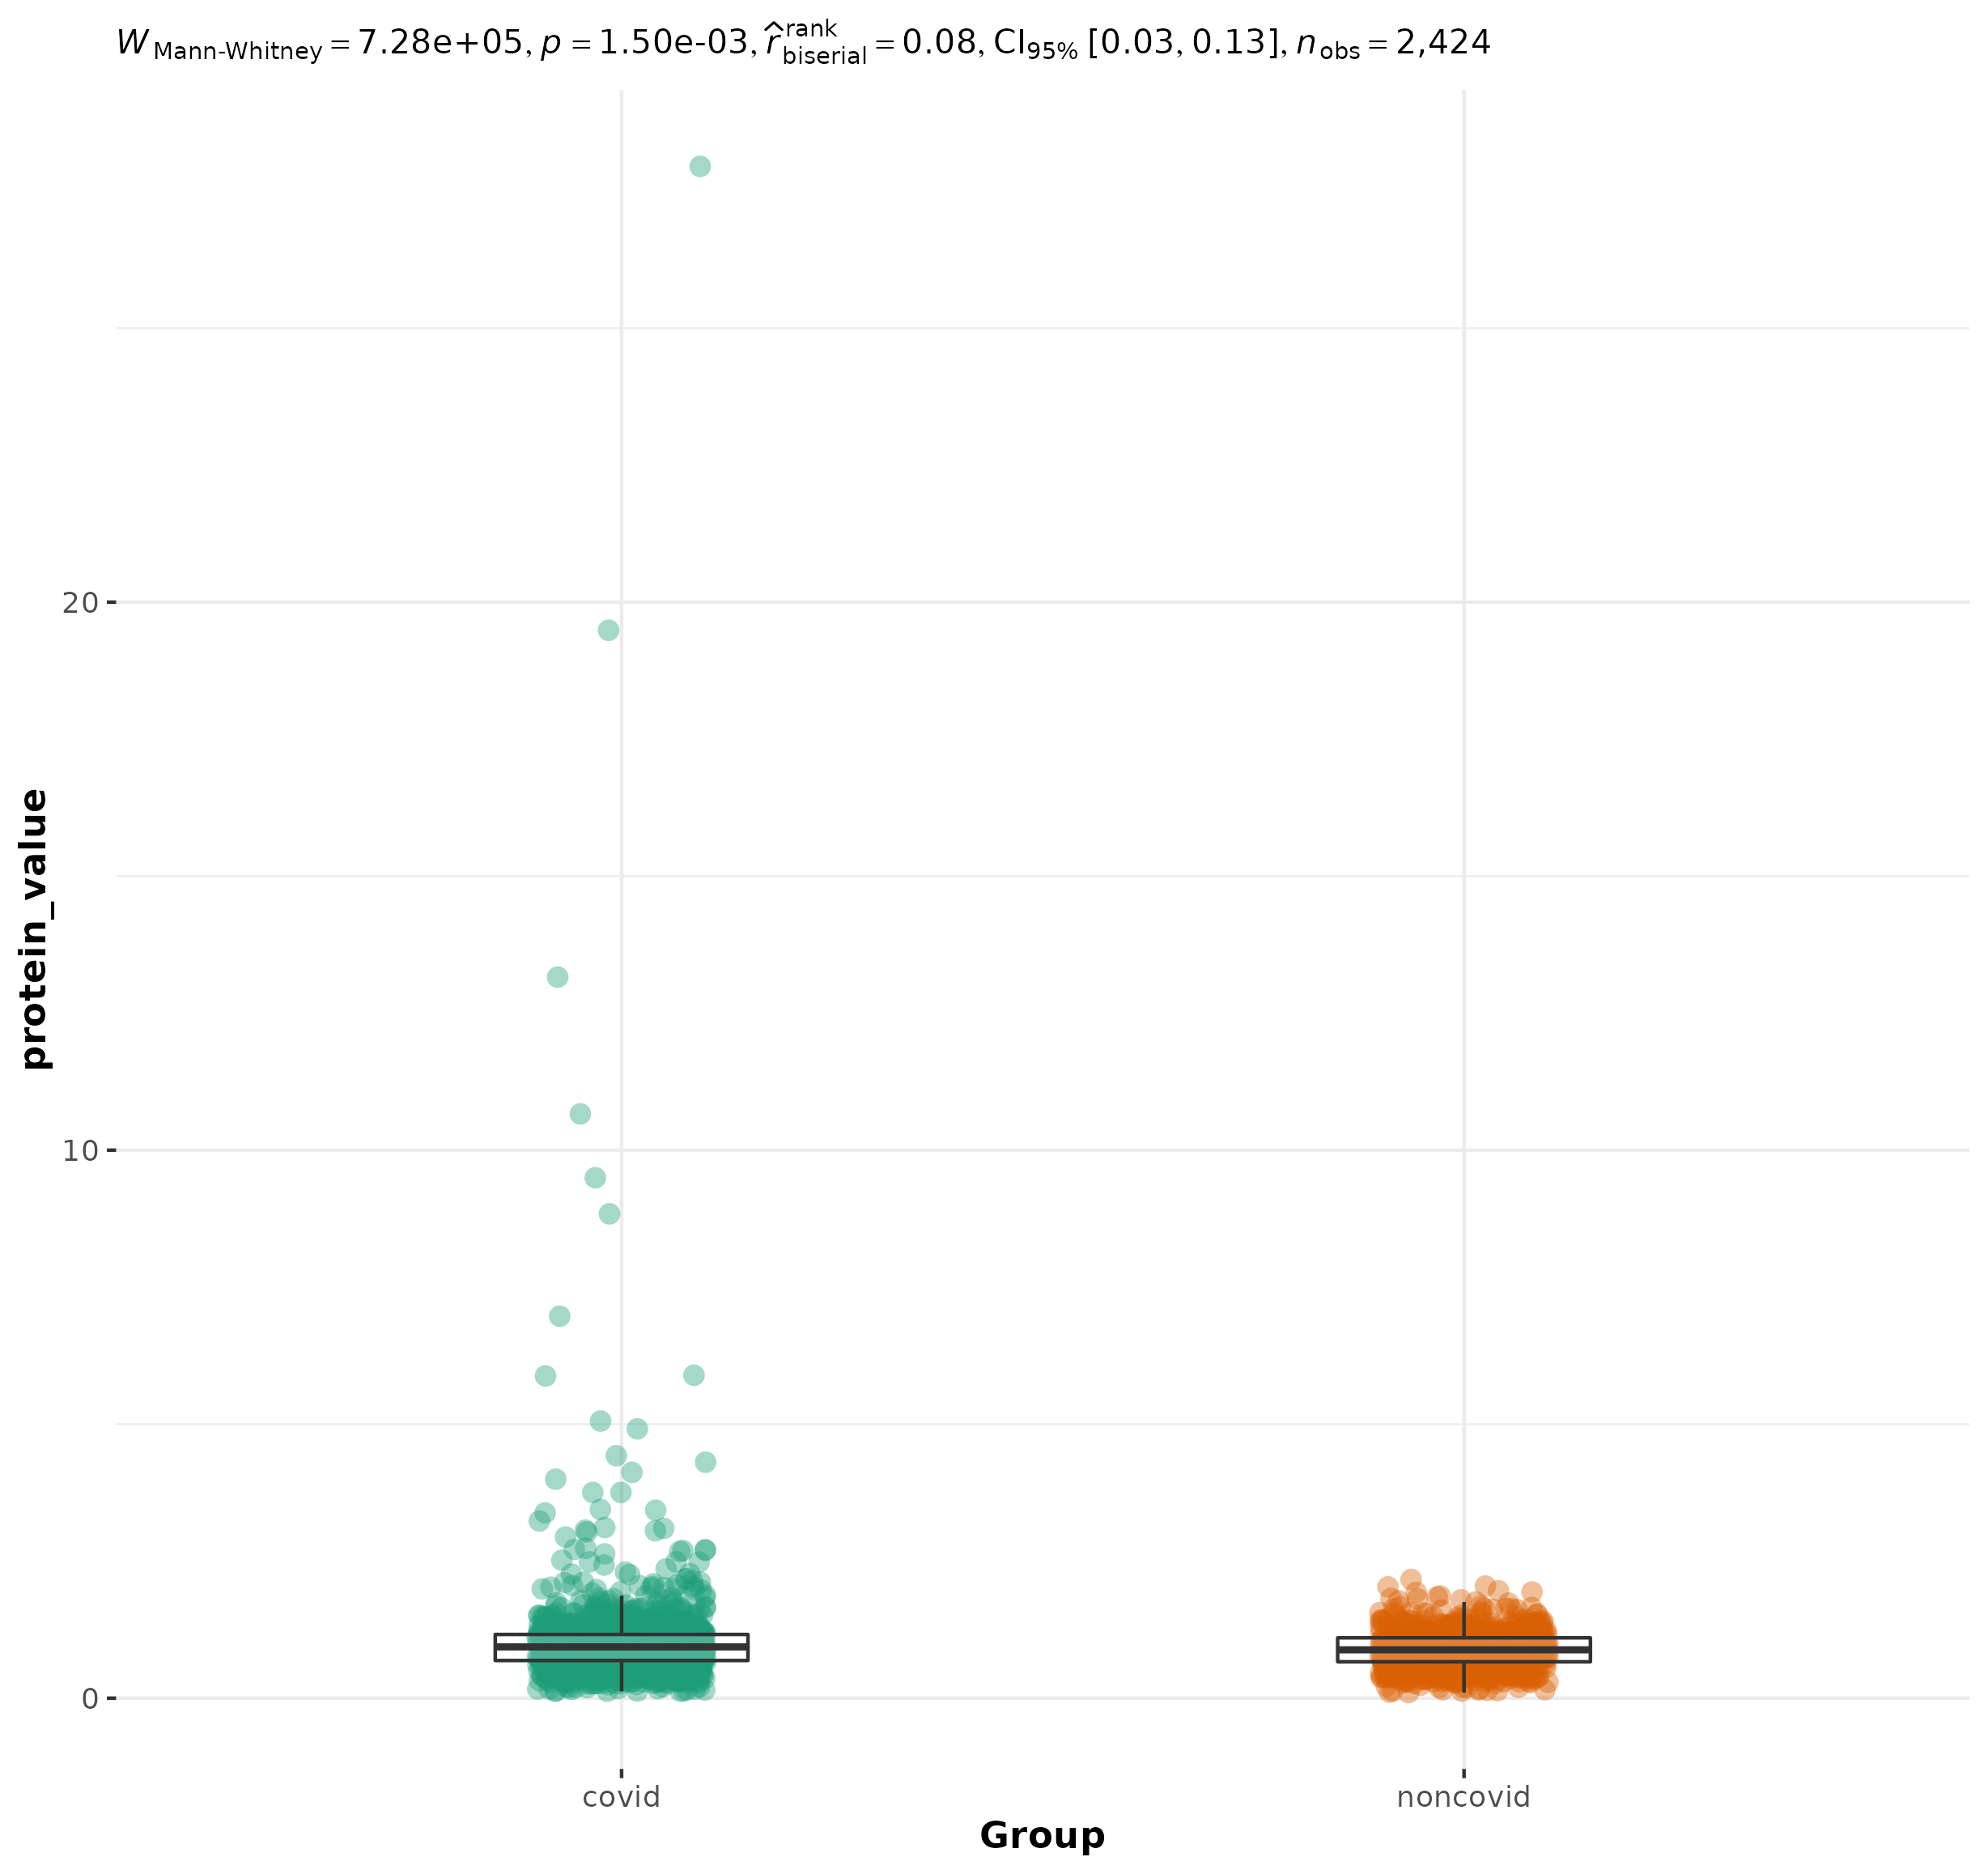 W Mann-Whitney = 7.28e+05, p = 1.50e-03, r̂ rank biserial = 0.08, CI95% [0.03, 0.13], nobs = 2,424
20
10
0
protein_value
covid noncovid
Group